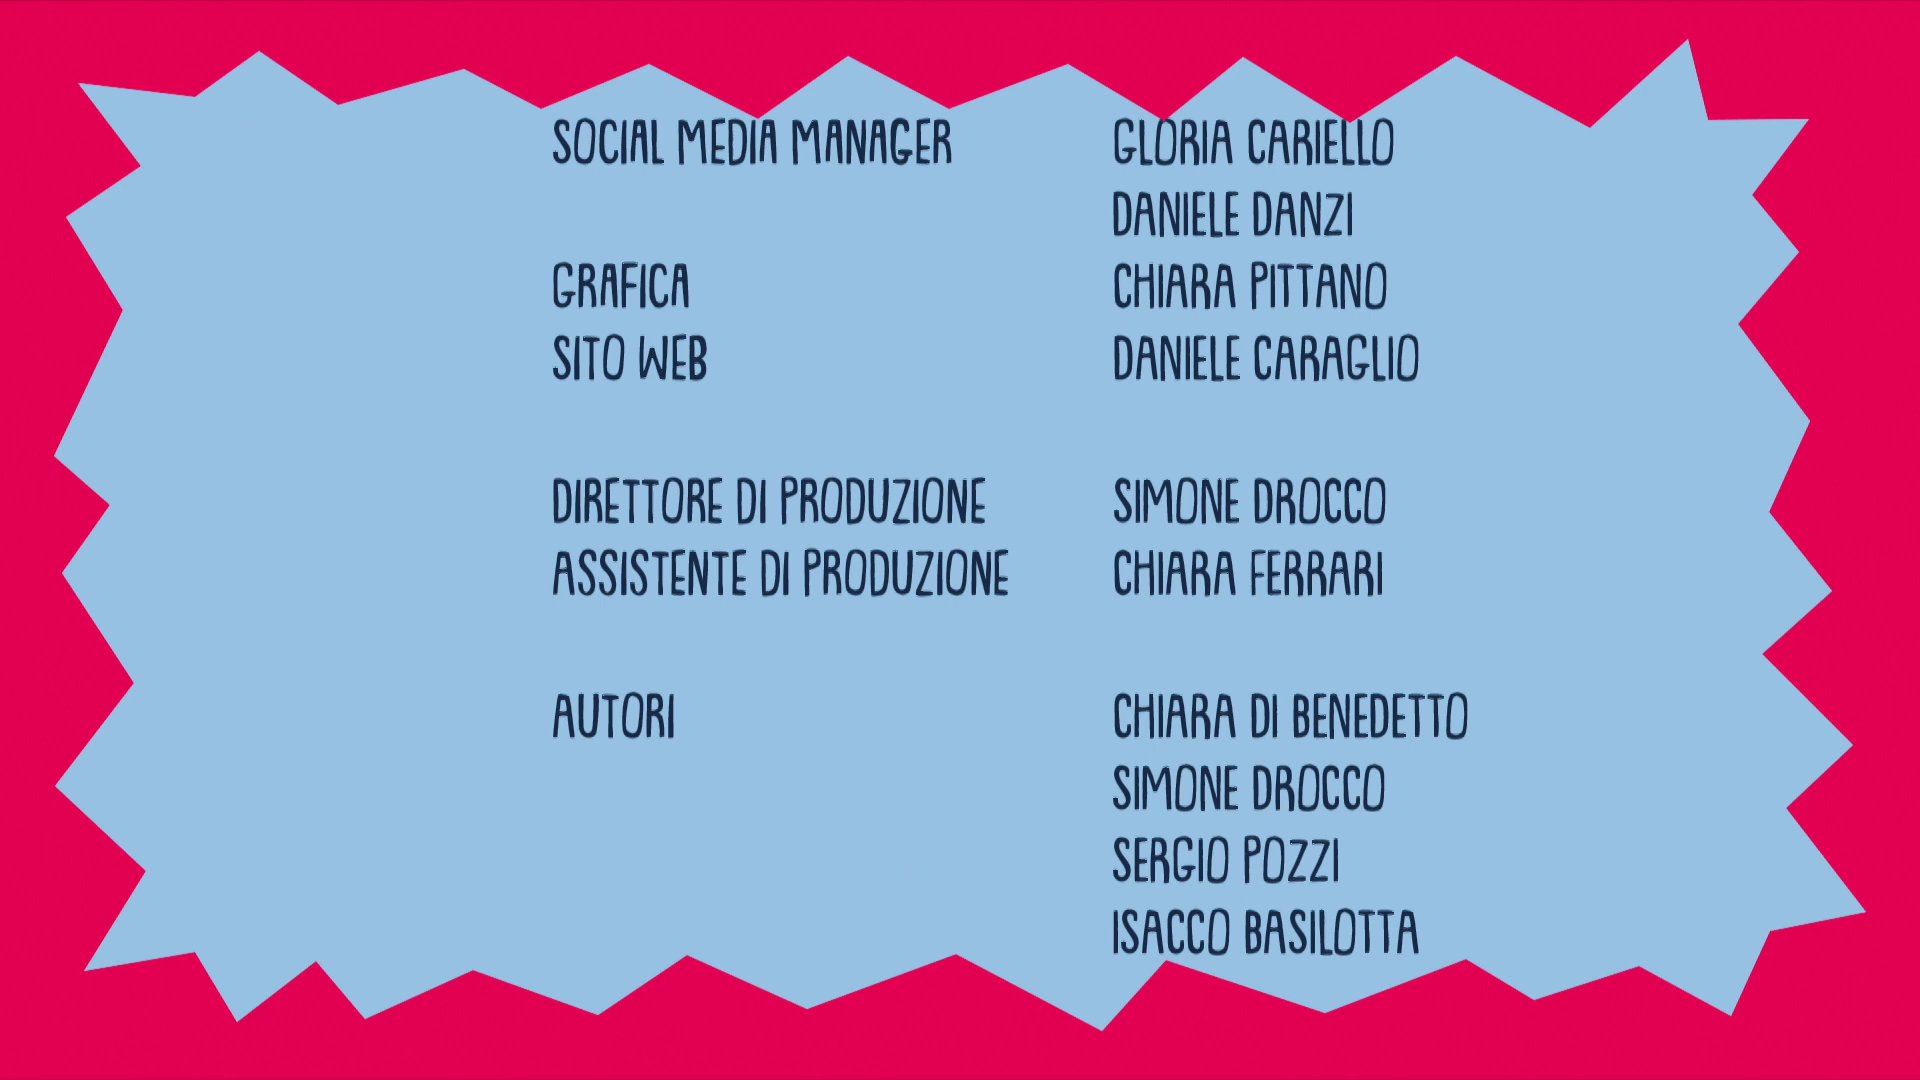 SOCIAL MEDIA MANAGER GLORIA CARIELLO
DANIELE DANZI
GRAFICA CHIARA PITTANO
SITO WEB DANIELE CARAGLIO
DIRETTORE DI PRODUZIONE SIMONE DROCCO
ASSISTENTE DI PRODUZIONE CHIARA FERRARI
AUTORI CHIARA DI BENEDETTO
SIMONE DROCCO
SERGIO POZZI
ISACCO BASILOTTA